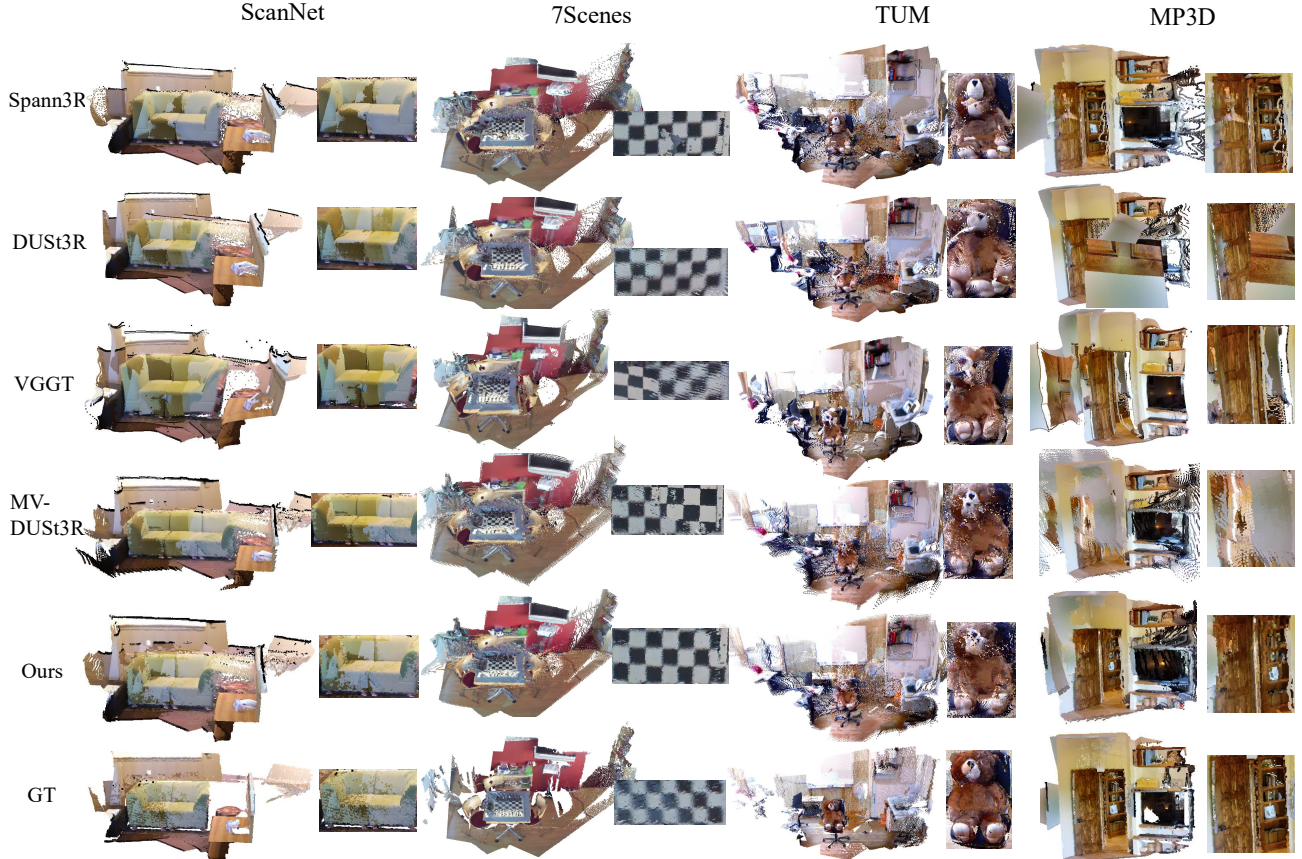 ScanNet 7Scenes TUM MP3D
Spann3R
DUSt3R
VGGT
MV-
DUSt3R
Ours
GT